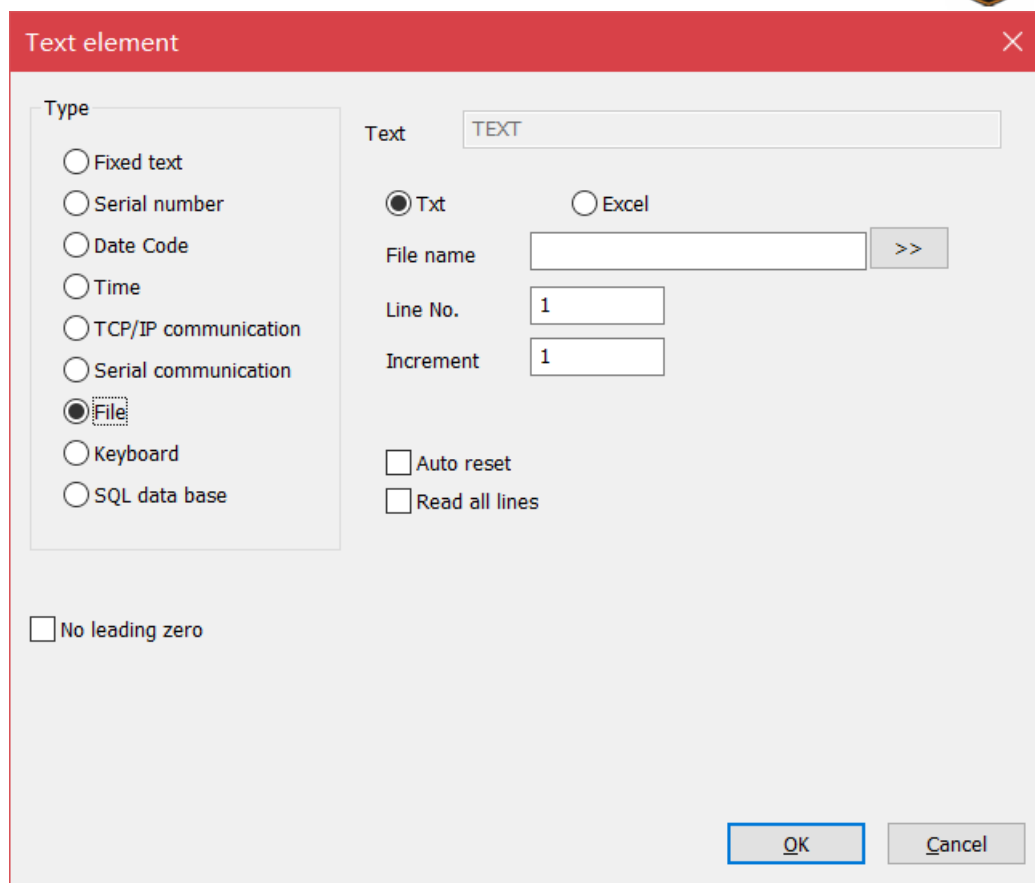 Text element
Type
Fixed text
Serial number
Date Code
Time
TCP/IP communication
Serial communication
File
Keyboard
SQL data base
No leading zero
Text TEXT
Txt Excel
File name >>
Line No. 1
Increment 1
Auto reset
Read all lines
OK Cancel